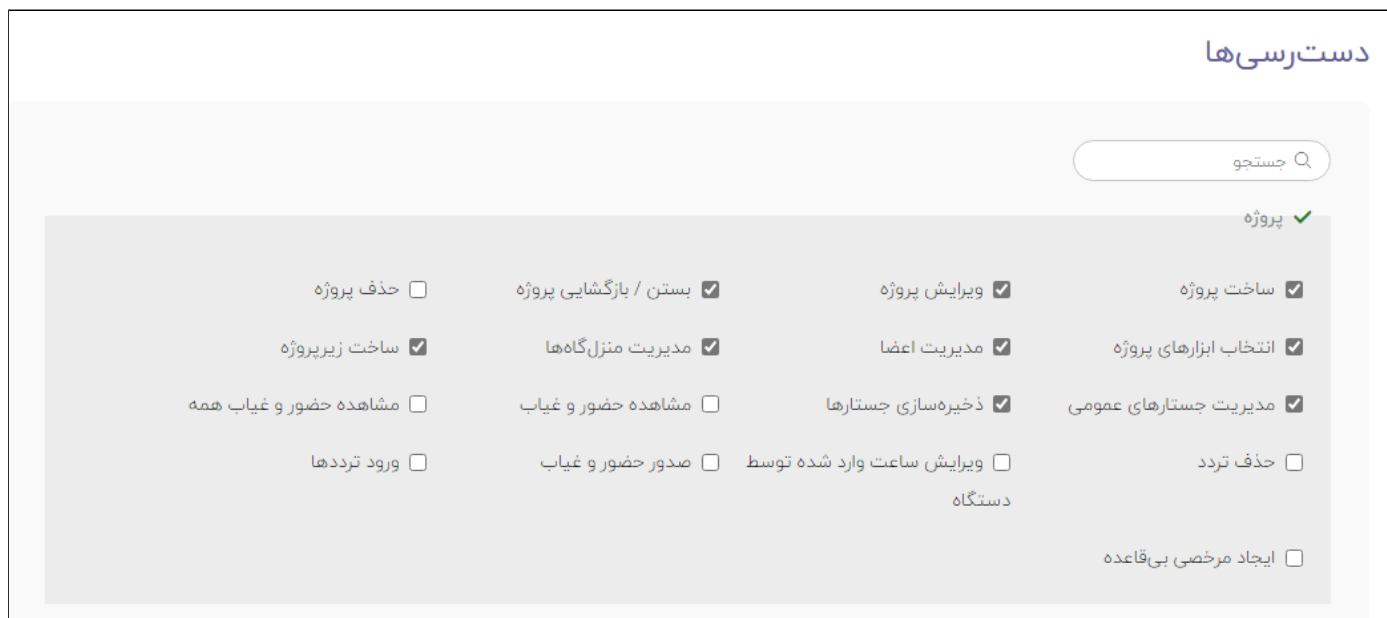 دست‌رسی‌ها
جستجو
پروژه
ساخت پروژه
ویرایش پروژه
بستن / بازگشایی پروژه
حذف پروژه
انتخاب ابزارهای پروژه
مدیریت اعضا
مدیریت منزل‌گاه‌ها
ساخت زیرپروژه
مدیریت جستارهای عمومی
ذخیره‌سازی جستارها
مشاهده حضور و غیاب
مشاهده حضور و غیاب همه
حذف تردد
ویرایش ساعت وارد شده توسط
دستگاه
صدور حضور و غیاب
ورود ترددها
ایجاد مرخصی بی‌قاعده